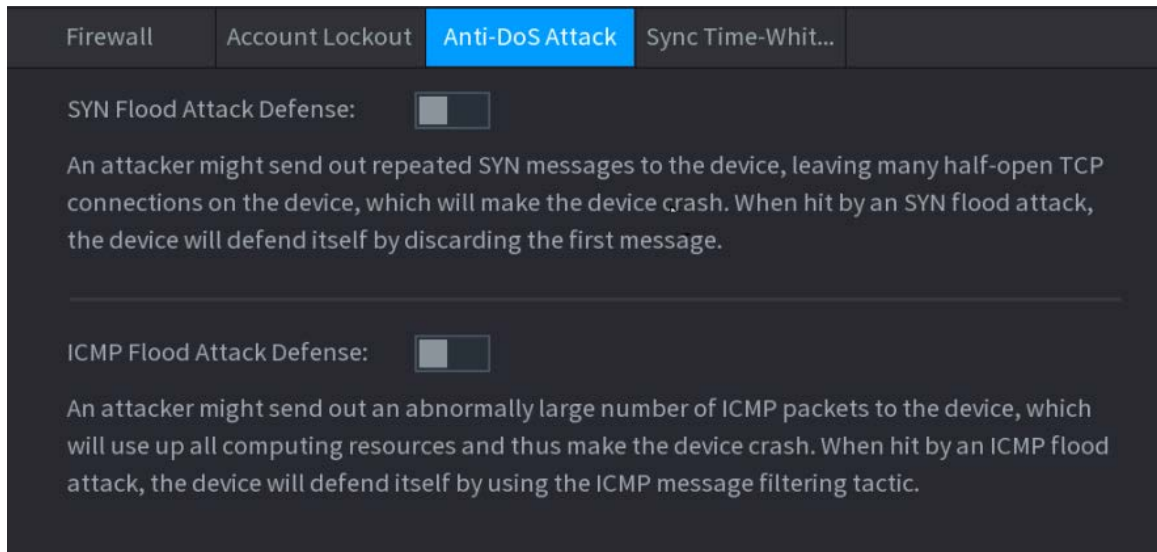 Firewall Account Lockout Anti-DoS Attack Sync Time-Whit...
SYN Flood Attack Defense:
An attacker might send out repeated SYN messages to the device, leaving many half-open TCP
connections on the device, which will make the device crash. When hit by an SYN flood attack,
the device will defend itself by discarding the first message.
ICMP Flood Attack Defense:
An attacker might send out an abnormally large number of ICMP packets to the device, which
will use up all computing resources and thus make the device crash. When hit by an ICMP flood
attack, the device will defend itself by using the ICMP message filtering tactic.